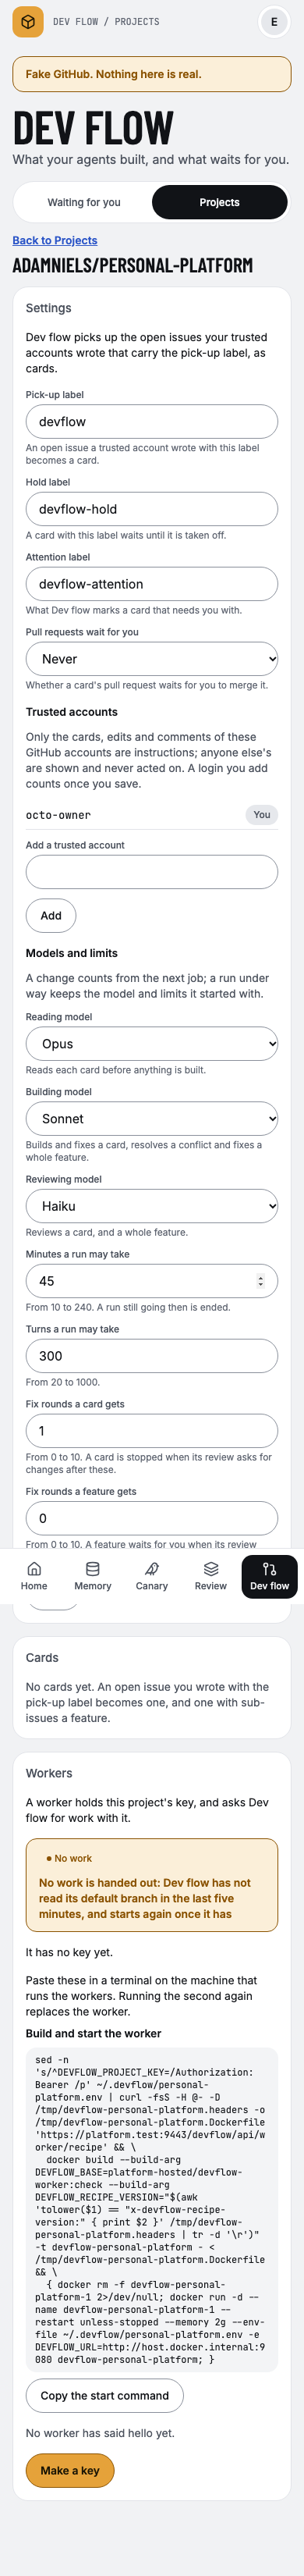 DEV FLOW / PROJECTS
E
Fake GitHub. Nothing here is real.
DEV FLOW
What your agents built, and what waits for you.
Waiting for you
Projects
Back to Projects
ADAMNIELS/PERSONAL-PLATFORM
Settings
Dev flow picks up the open issues your trusted
accounts wrote that carry the pick-up label, as
cards.
Pick-up label
devflow
An open issue a trusted account wrote with this label
becomes a card.
Hold label
devflow-hold
A card with this label waits until it is taken off.
Attention label
devflow-attention
What Dev flow marks a card that needs you with.
Pull requests wait for you
Never
Whether a card's pull request waits for you to merge it.
Trusted accounts
Only the cards, edits and comments of these
GitHub accounts are instructions; anyone else's
are shown and never acted on. A login you add
counts once you save.
octo-owner
You
Add a trusted account
Add
Models and limits
A change counts from the next job; a run under
way keeps the model and limits it started with.
Reading model
Opus
Reads each card before anything is built.
Building model
Sonnet
Builds and fixes a card, resolves a conflict and fixes a
whole feature.
Reviewing model
Haiku
Reviews a card, and a whole feature.
Minutes a run may take
45
From 10 to 240. A run still going then is ended.
Turns a run may take
300
From 20 to 1000.
Fix rounds a card gets
1
From 0 to 10. A card is stopped when its review asks for
changes after these.
Fix rounds a feature gets
0
From 0 to 10. A feature waits for you when its review
Home
Memory
Canary
Review
Dev flow
Cards
No cards yet. An open issue you wrote with the
pick-up label becomes one, and one with sub-
issues a feature.
Workers
A worker holds this project's key, and asks Dev
flow for work with it.
No work
No work is handed out: Dev flow has not
read its default branch in the last five
minutes, and starts again once it has
It has no key yet.
Paste these in a terminal on the machine that
runs the workers. Running the second again
replaces the worker.
Build and start the worker
sed -n
's/^DEVFLOW_PROJECT_KEY=/Authorization:
Bearer /p' ~/.devflow/personal-
platform.env | curl -fsS -H @- -D
/tmp/devflow-personal-platform.headers -o
/tmp/devflow-personal-platform.Dockerfile
'https://platform.test:9443/devflow/api/w
orker/recipe' && \
docker build --build-arg
DEVFLOW_BASE=platform-hosted/devflow-
worker:check --build-arg
DEVFLOW_RECIPE_VERSION="$(awk
'tolower($1) == "x-devflow-recipe-
version:" { print $2 }' /tmp/devflow-
personal-platform.headers | tr -d '\r')"
-t devflow-personal-platform - <
/tmp/devflow-personal-platform.Dockerfile
&& \
{ docker rm -f devflow-personal-
platform-1 2>/dev/null; docker run -d --
name devflow-personal-platform-1 --
restart unless-stopped --memory 2g --env-
file ~/.devflow/personal-platform.env -e
DEVFLOW_URL=http://host.docker.internal:9
080 devflow-personal-platform; }
Copy the start command
No worker has said hello yet.
Make a key